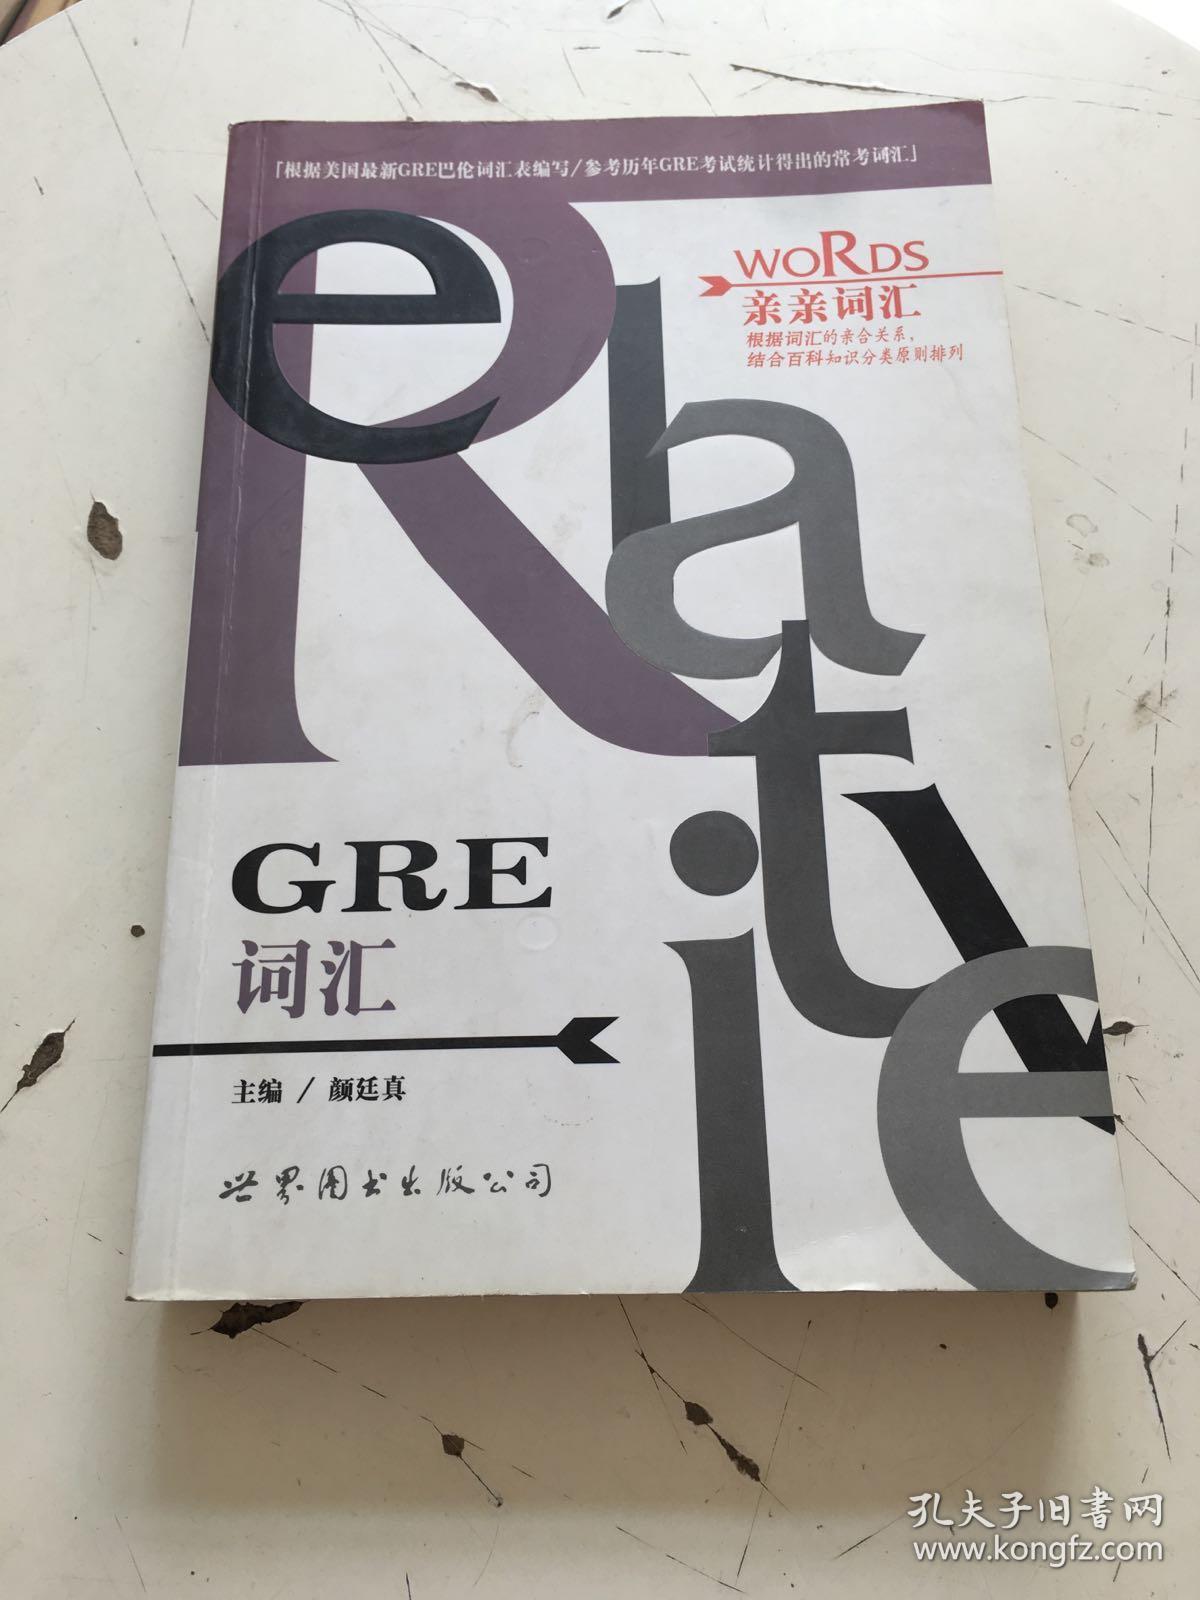 「根据美国最新GRE巴伦词汇表编写/参考历年GRE考试统计得出的常考词汇」
Relative
WORDS
亲亲词汇
根据词汇的亲合关系，
结合百科知识分类原则排列
GRE
词汇
主编 / 颜廷真
世界图书出版公司
孔夫子旧书网
www.kongfz.com